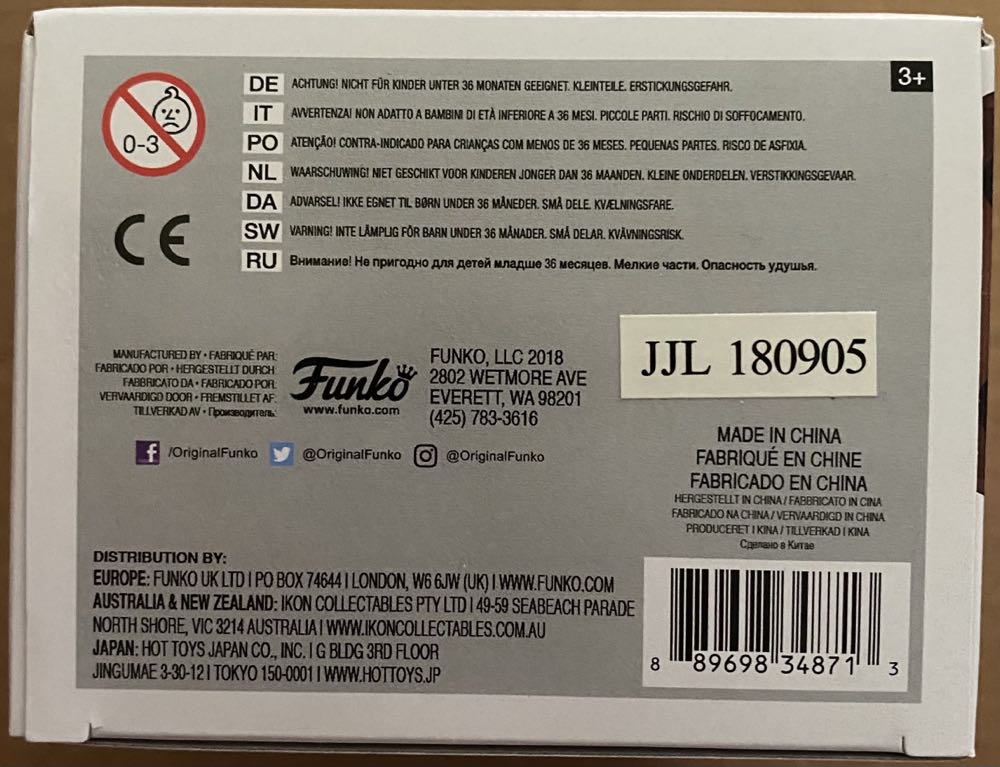 3+
0-3
DE ACHTUNG! NICHT FÜR KINDER UNTER 36 MONATEN GEEIGNET. KLEINTEILE. ERSTICKUNGSGEFAHR.
IT AVVERTENZA! NON ADATTO A BAMBINI DI ETÀ INFERIORE A 36 MESI. PICCOLE PARTI. RISCHIO DI SOFFOCAMENTO.
PO ATENÇÃO! CONTRA-INDICADO PARA CRIANÇAS COM MENOS DE 36 MESES. PEQUENAS PARTES. RISCO DE ASFIXIA.
NL WAARSCHUWING! NIET GESCHIKT VOOR KINDEREN JONGER DAN 36 MAANDEN. KLEINE ONDERDELEN. VERSTIKKINGSGEVAAR.
DA ADVARSEL! IKKE EGNET TIL BØRN UNDER 36 MÅNEDER. SMÅ DELE. KVÆLNINGSFARE.
SW VARNING! INTE LÄMPLIG FÖR BARN UNDER 36 MÅNADER. SMÅ DELAR. KVÄVNINGSRISK.
RU Внимание! Не пригодно для детей младше 36 месяцев. Мелкие части. Опасность удушья.
CE
MANUFACTURED BY • FABRIQUÉ PAR:
FABRICADO POR • HERGESTELLT DURCH:
FABBRICATO DA • FABRICADO POR:
VERVAARDIGD DOOR • FREMSTILLET AF:
TILLVERKAD AV • Производитель:
Funko
www.funko.com
FUNKO, LLC 2018
2802 WETMORE AVE
EVERETT, WA 98201
(425) 783-3616
JJL 180905
/OriginalFunko @OriginalFunko @OriginalFunko
MADE IN CHINA
FABRIQUÉ EN CHINE
FABRICADO EN CHINA
HERGESTELLT IN CHINA / FABBRICATO IN CINA
FABRICADO NA CHINA / VERVAARDIGD IN CHINA
PRODUCERET I KINA / TILLVERKAD I KINA
Сделано в Китае
DISTRIBUTION BY:
EUROPE: FUNKO UK LTD | PO BOX 74644 | LONDON, W6 6JW (UK) | WWW.FUNKO.COM
AUSTRALIA & NEW ZEALAND: IKON COLLECTABLES PTY LTD | 49-59 SEABEACH PARADE
NORTH SHORE, VIC 3214 AUSTRALIA | WWW.IKONCOLLECTABLES.COM.AU
JAPAN: HOT TOYS JAPAN CO., INC. | G BLDG 3RD FLOOR
JINGUMAE 3-30-12 | TOKYO 150-0001 | WWW.HOTTOYS.JP
8 89698 34871 3